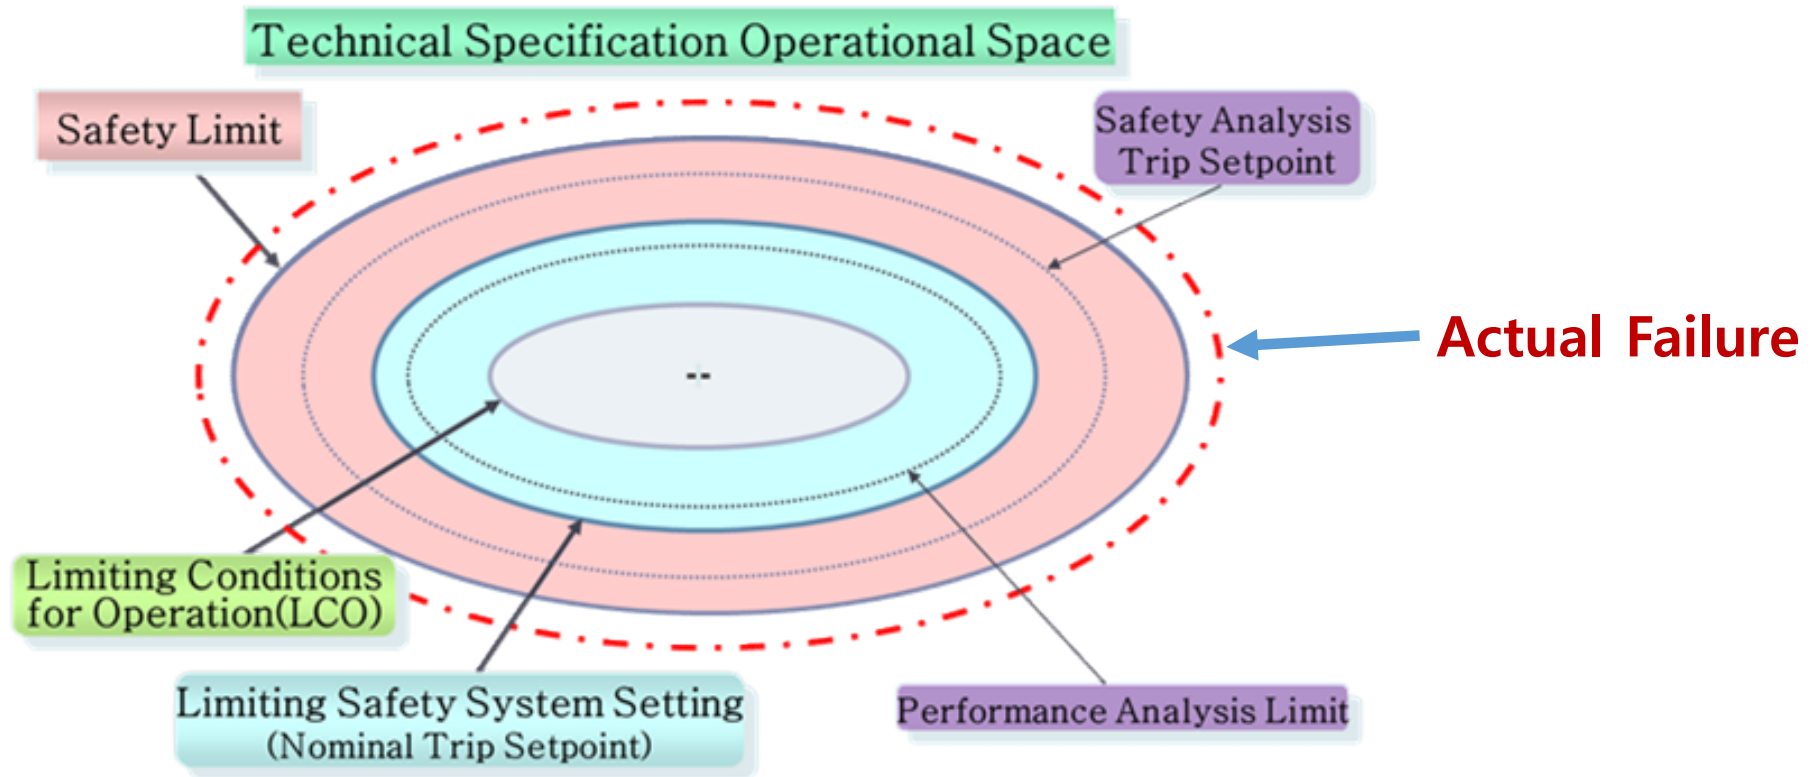 Technical Specification Operational Space
Safety Limit
Safety Analysis
Trip Setpoint
Actual Failure
--
Limiting Conditions
for Operation(LCO)
Limiting Safety System Setting
(Nominal Trip Setpoint)
Performance Analysis Limit